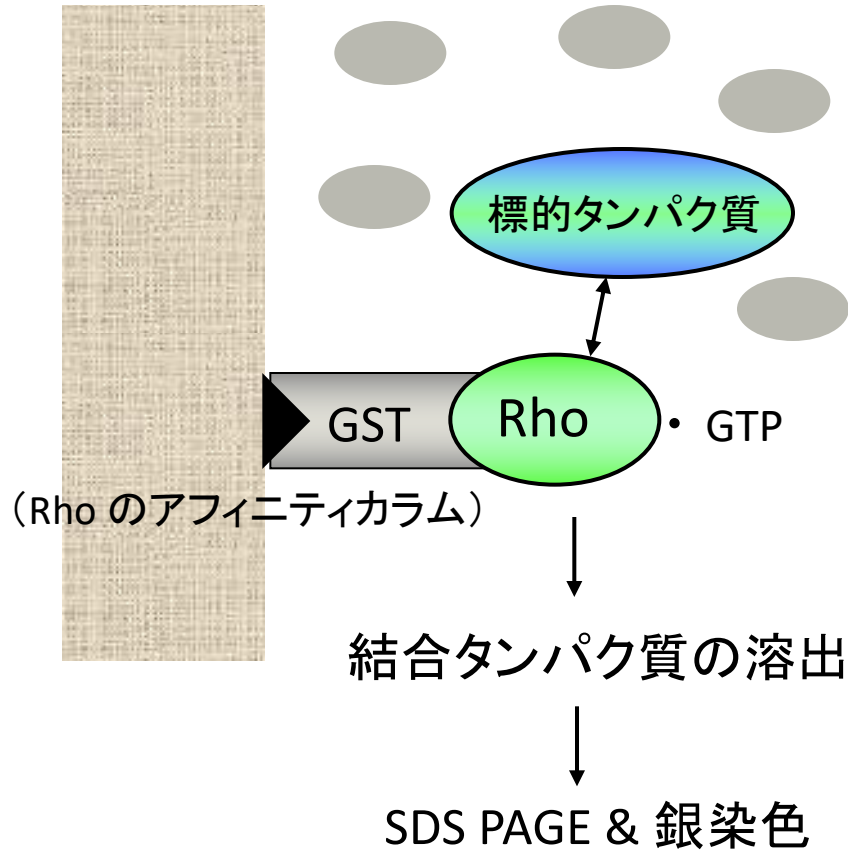 標的タンパク質
GST
Rho
・ GTP
（Rho のアフィニティカラム）
結合タンパク質の溶出
SDS PAGE & 銀染色